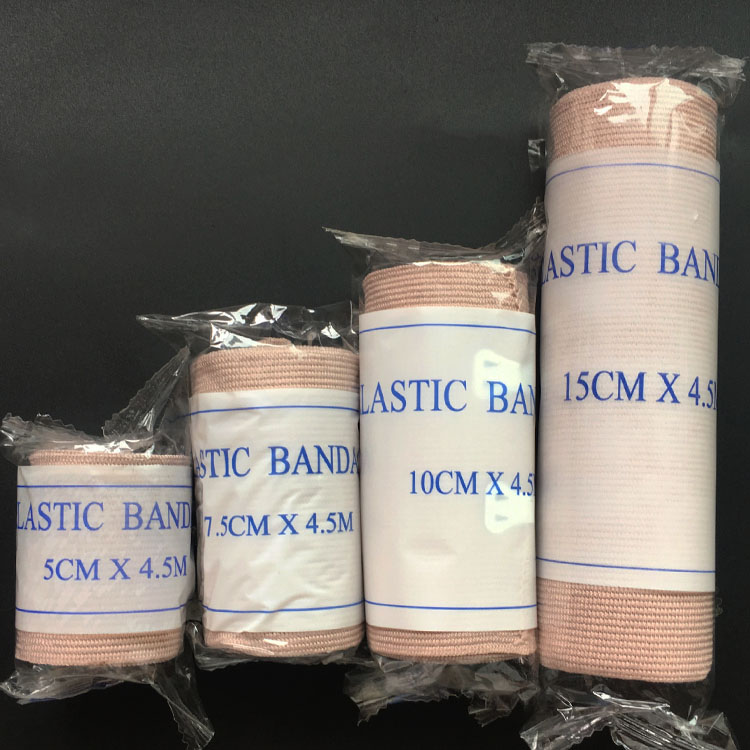 LASTIC BAND
5CM X 4.5M
STIC BANDA
7.5CM X 4.5M
LASTIC BAN
10CM X 4.5
LASTIC BAN
15CM X 4.5